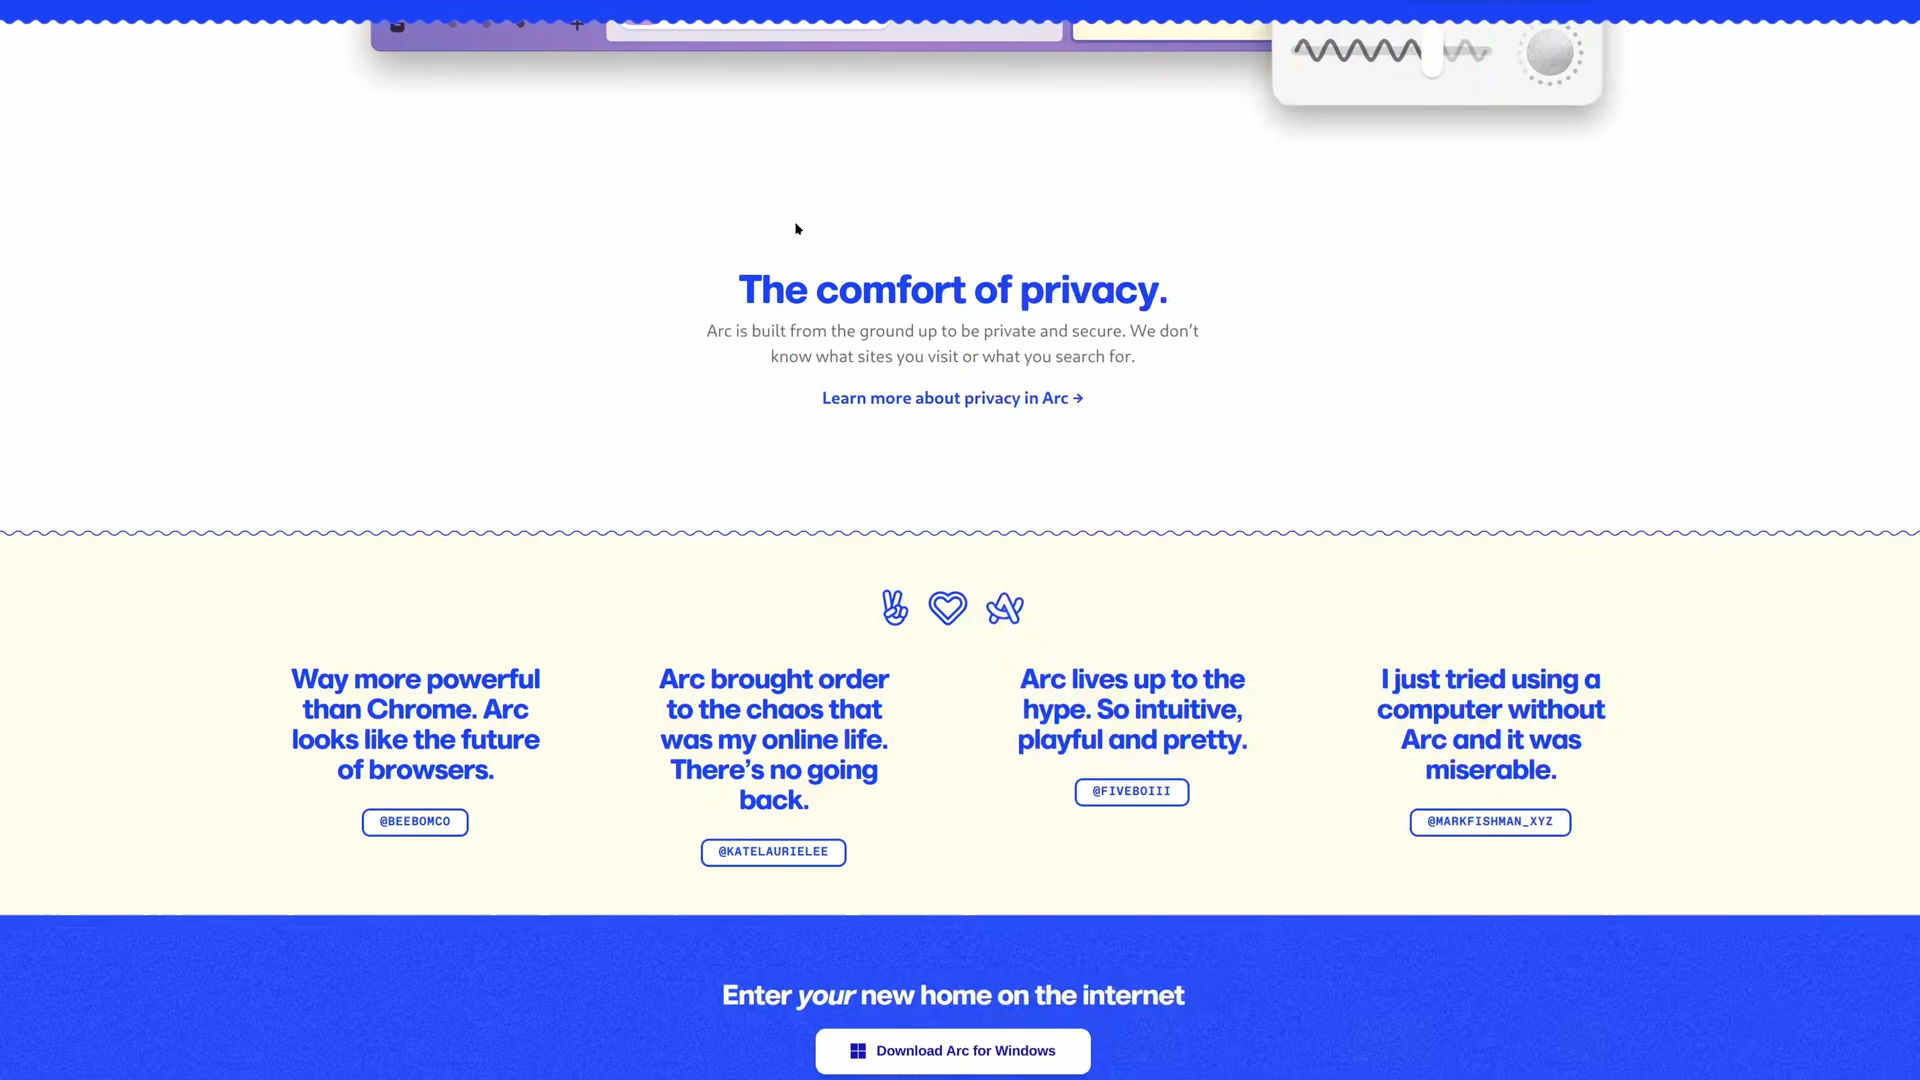 The comfort of privacy.
Arc is built from the ground up to be private and secure. We don’t
know what sites you visit or what you search for.
Learn more about privacy in Arc →
Way more powerful
than Chrome. Arc
looks like the future
of browsers.
@BEEBOMCO
Arc brought order
to the chaos that
was my online life.
There’s no going
back.
@KATELAURIELEE
Arc lives up to the
hype. So intuitive,
playful and pretty.
@FIVEBOIII
I just tried using a
computer without
Arc and it was
miserable.
@MARKFISHMAN_XYZ
Enter your new home on the internet
Download Arc for Windows